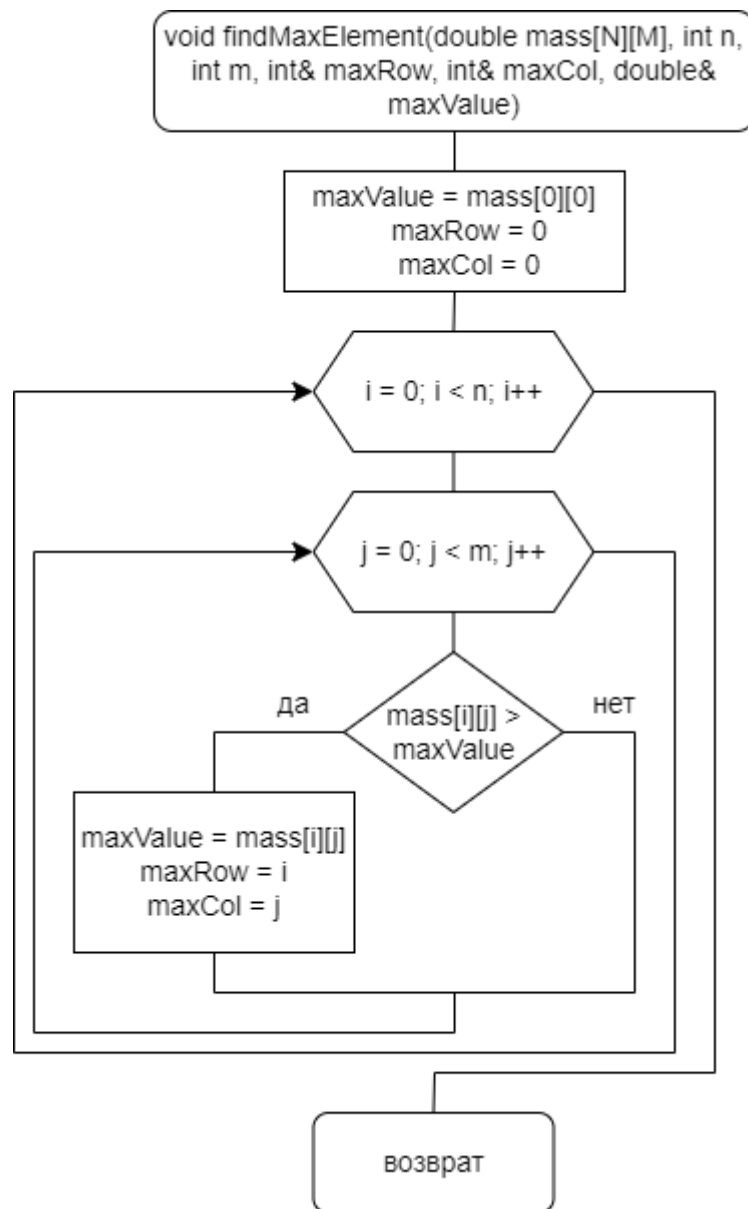 void findMaxElement(double mass[N][M], int n,
int m, int& maxRow, int& maxCol, double&
maxValue)
maxValue = mass[0][0]
maxRow = 0
maxCol = 0
i = 0; i < n; i++
j = 0; j < m; j++
да
нет
mass[i][j] >
maxValue
maxValue = mass[i][j]
maxRow = i
maxCol = j
возврат